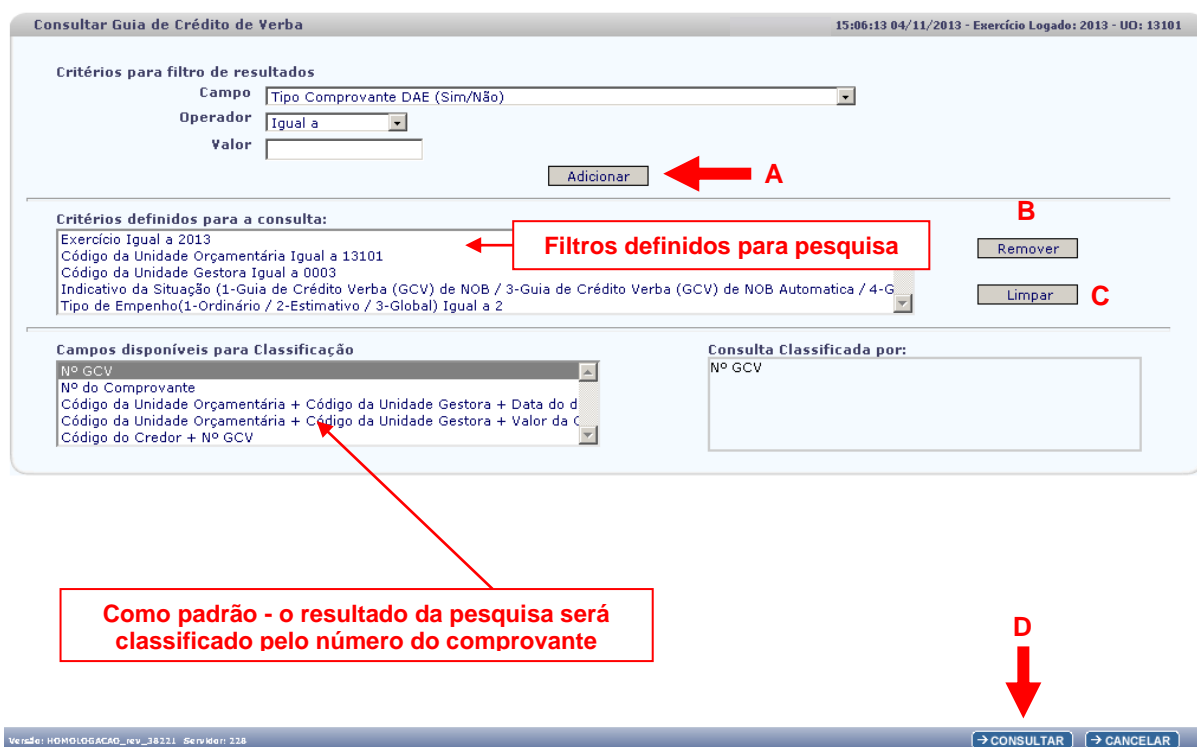 Consultar Guia de Crédito de Verba
15:06:13 04/11/2013 - Exercício Logado: 2013 - UO: 13101
Critérios para filtro de resultados
Campo Tipo Comprovante DAE (Sim/Não)
Operador Igual a
Valor
Adicionar A
Critérios definidos para a consulta:
B
Exercício Igual a 2013
Filtros definidos para pesquisa
Remover
Código da Unidade Orçamentária Igual a 13101
Código da Unidade Gestora Igual a 0003
Indicativo da Situação (1-Guia de Crédito Verba (GCV) de NOB / 3-Guia de Crédito Verba (GCV) de NOB Automatica / 4-G
Tipo de Empenho(1-Ordinário / 2-Estimativo / 3-Global) Igual a 2
Limpar C
Campos disponíveis para Classificação
Nº GCV
Nº do Comprovante
Código da Unidade Orçamentária + Código da Unidade Gestora + Data do d
Código da Unidade Orçamentária + Código da Unidade Gestora + Valor da
Código do Credor + Nº GCV
Consulta Classificada por:
Nº GCV
Como padrão - o resultado da pesquisa será
classificado pelo número do comprovante
D
Versão: HOMOLOGACAO_rev_38221 Servidor: 228
CONSULTAR
CANCELAR